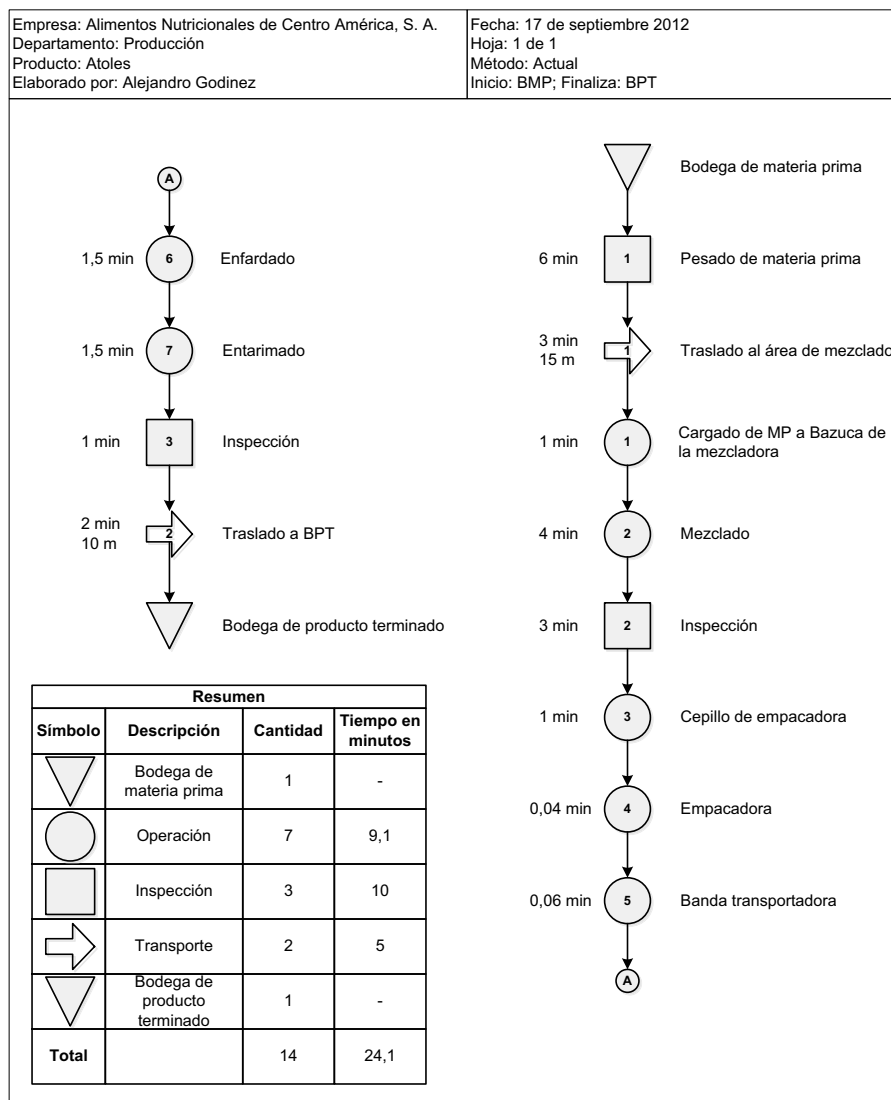 Empresa: Alimentos Nutricionales de Centro América, S. A.
Departamento: Producción
Producto: Atoles
Elaborado por: Alejandro Godinez
Fecha: 17 de septiembre 2012
Hoja: 1 de 1
Método: Actual
Inicio: BMP; Finaliza: BPT
A
1,5 min 6 Enfardado
1,5 min 7 Entarimado
1 min 3 Inspección
2 min
10 m
2 Traslado a BPT
Bodega de producto terminado
Bodega de materia prima
6 min 1 Pesado de materia prima
3 min
15 m
1 Traslado al área de mezclado
1 min 1 Cargado de MP a Bazuca de
la mezcladora
4 min 2 Mezclado
3 min 2 Inspección
1 min 3 Cepillo de empacadora
0,04 min 4 Empacadora
0,06 min 5 Banda transportadora
A
Resumen
Símbolo Descripción Cantidad Tiempo en
minutos
Bodega de
materia prima 1 -
Operación 7 9,1
Inspección 3 10
Transporte 2 5
Bodega de
producto
terminado 1 -
Total 14 24,1